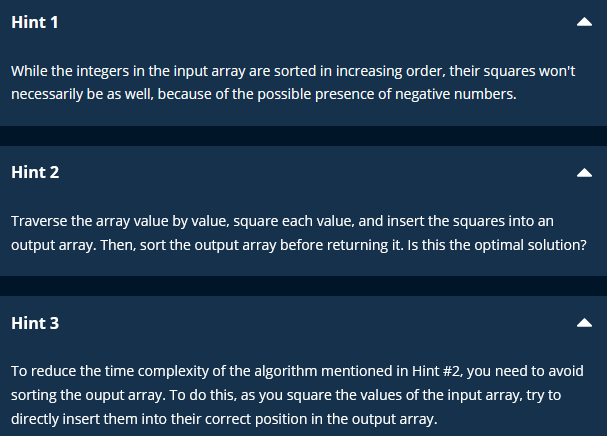 Hint 1
While the integers in the input array are sorted in increasing order, their squares won't
necessarily be as well, because of the possible presence of negative numbers.
Hint 2
Traverse the array value by value, square each value, and insert the squares into an
output array. Then, sort the output array before returning it. Is this the optimal solution?
Hint 3
To reduce the time complexity of the algorithm mentioned in Hint #2, you need to avoid
sorting the ouput array. To do this, as you square the values of the input array, try to
directly insert them into their correct position in the output array.